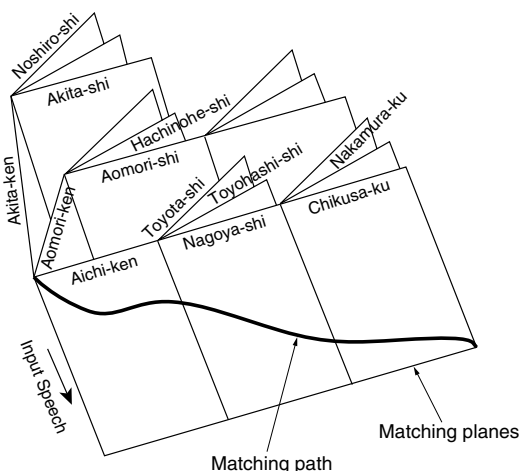 Noshiro-shi
Akita-shi
Hachinohe-shi
Aomori-shi
Nakamura-ku
Akita-ken
Aomori-ken
Toyota-shi
Toyohashi-shi
Chikusa-ku
Nagoya-shi
Aichi-ken
Input Speech
Matching planes
Matching path